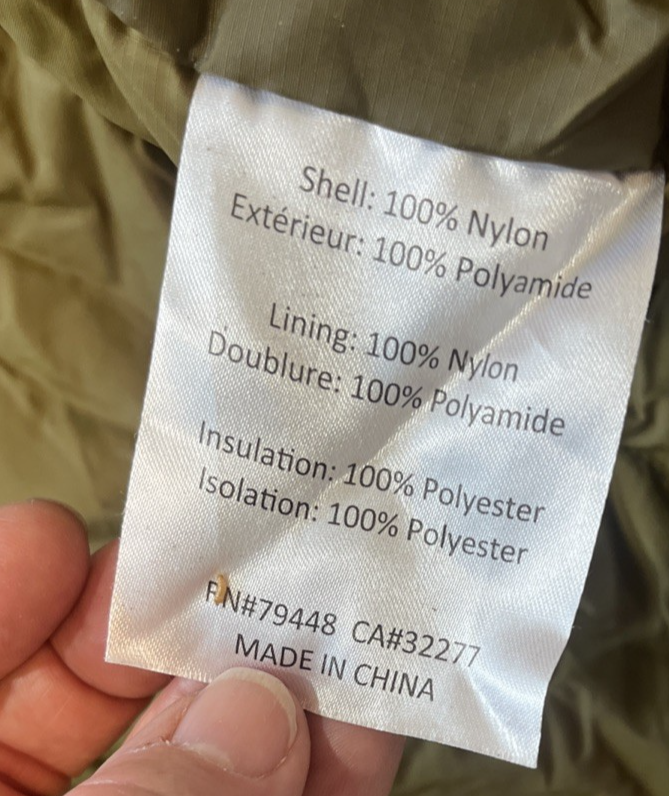 Shell: 100% Nylon
Extérieur: 100% Polyamide
Lining: 100% Nylon
Doublure: 100% Polyamide
Insulation: 100% Polyester
Isolation: 100% Polyester
RN#79448 CA#32277
MADE IN CHINA